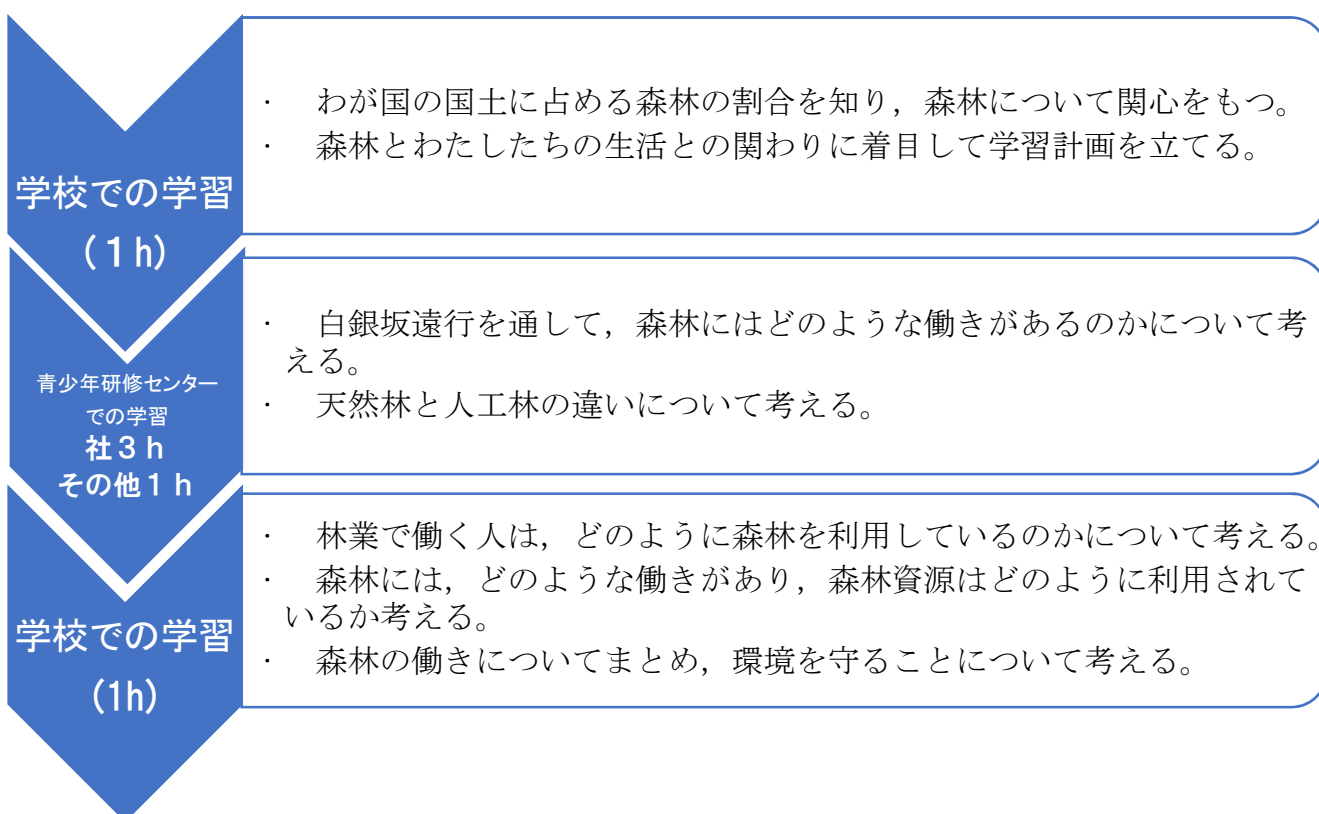 学校での学習
(１h)
・　わが国の国土に占める森林の割合を知り，森林について関心をもつ。
・　森林とわたしたちの生活との関わりに着目して学習計画を立てる。
青少年研修センター
での学習
社３ｈ
その他１ｈ
・　白銀坂遠行を通して，森林にはどのような働きがあるのかについて考
える。
・　天然林と人工林の違いについて考える。
学校での学習
(1h)
・　林業で働く人は，どのように森林を利用しているのかについて考える。
・　森林には，どのような働きがあり，森林資源はどのように利用されて
いるか考える。
・　森林の働きについてまとめ，環境を守ることについて考える。